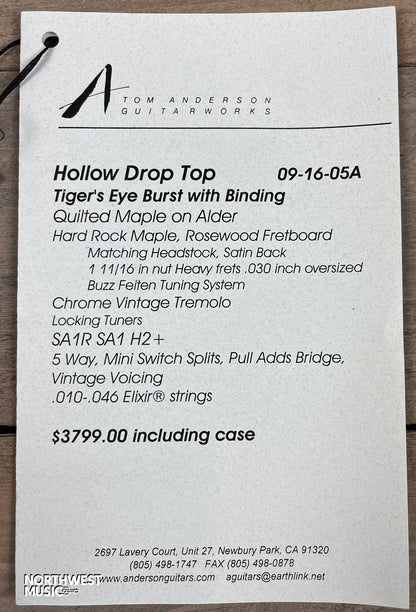 A TOM ANDERSON
GUITARWORKS
Hollow Drop Top 09-16-05A
Tiger's Eye Burst with Binding
Quilted Maple on Alder
Hard Rock Maple, Rosewood Fretboard
Matching Headstock, Satin Back
1 11/16 in nut Heavy frets .030 inch oversized
Buzz Feiten Tuning System
Chrome Vintage Tremolo
Locking Tuners
SA1R SA1 H2+
5 Way, Mini Switch Splits, Pull Adds Bridge,
Vintage Voicing
.010-.046 Elixir® strings
$3799.00 including case
2697 Lavery Court, Unit 27, Newbury Park, CA 91320
(805) 498-1747 FAX (805) 498-0878
www.andersonguitars.com aguitars@earthlink.net
NORTHWEST
MUSIC